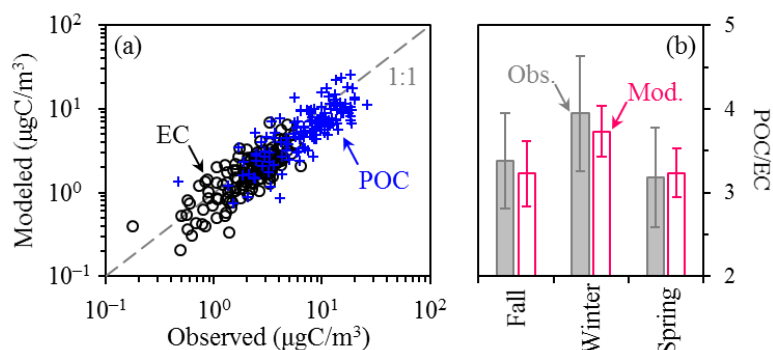 (a)
1:1
EC
POC
Modeled (μgC/m³)
10²
10¹
10⁰
10⁻¹
10⁻¹
10⁰
10¹
10²
Observed (μgC/m³)
(b)
Obs.
Mod.
5
4
3
2
POC/EC
Fall
Winter
Spring